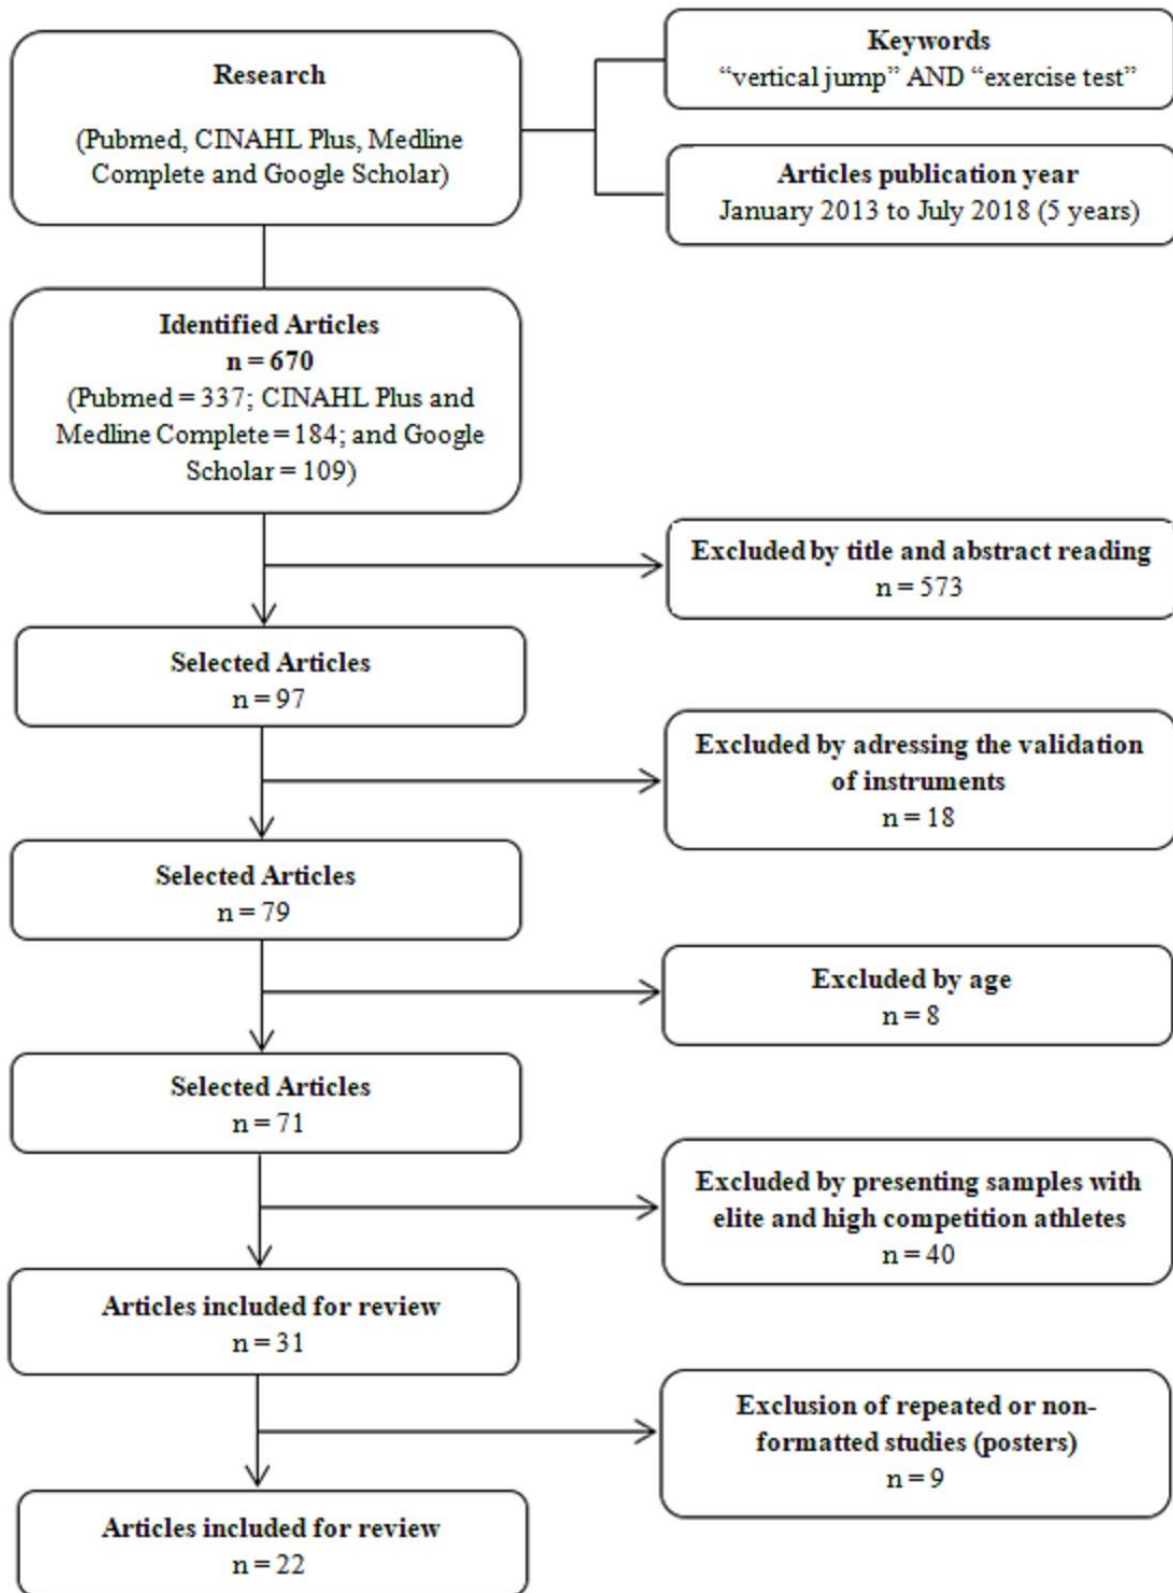 Research
(Pubmed, CINAHL Plus, Medline
Complete and Google Scholar)
Keywords
“vertical jump” AND “exercise test”
Articles publication year
January 2013 to July 2018 (5 years)
Identified Articles
n = 670
(Pubmed = 337; CINAHL Plus and
Medline Complete = 184; and Google
Scholar = 109)
Excluded by title and abstract reading
n = 573
Selected Articles
n = 97
Excluded by adressing the validation
of instruments
n = 18
Selected Articles
n = 79
Excluded by age
n = 8
Selected Articles
n = 71
Excluded by presenting samples with
elite and high competition athletes
n = 40
Articles included for review
n = 31
Exclusion of repeated or non-
formatted studies (posters)
n = 9
Articles included for review
n = 22